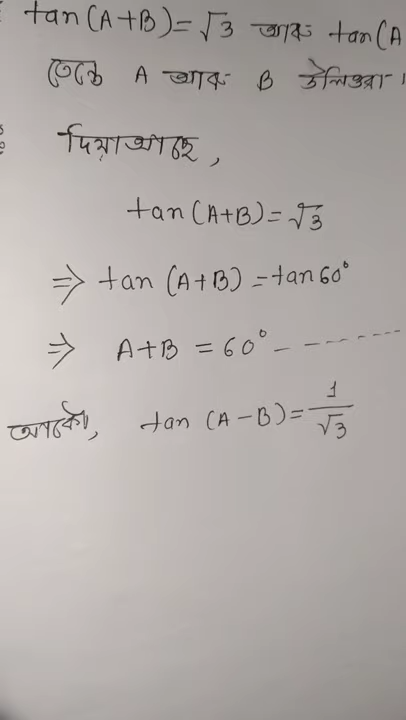 tan(A+B)=√3 আৰু tan(A
তেন্তে A আৰু B উলিওৱা।
দিয়া আছে,
tan(A+B)=√3
⇒ tan (A+B) = tan 60°
⇒ A+B = 60° - - - - - - -
আকৌ, tan (A-B) = 1/√3